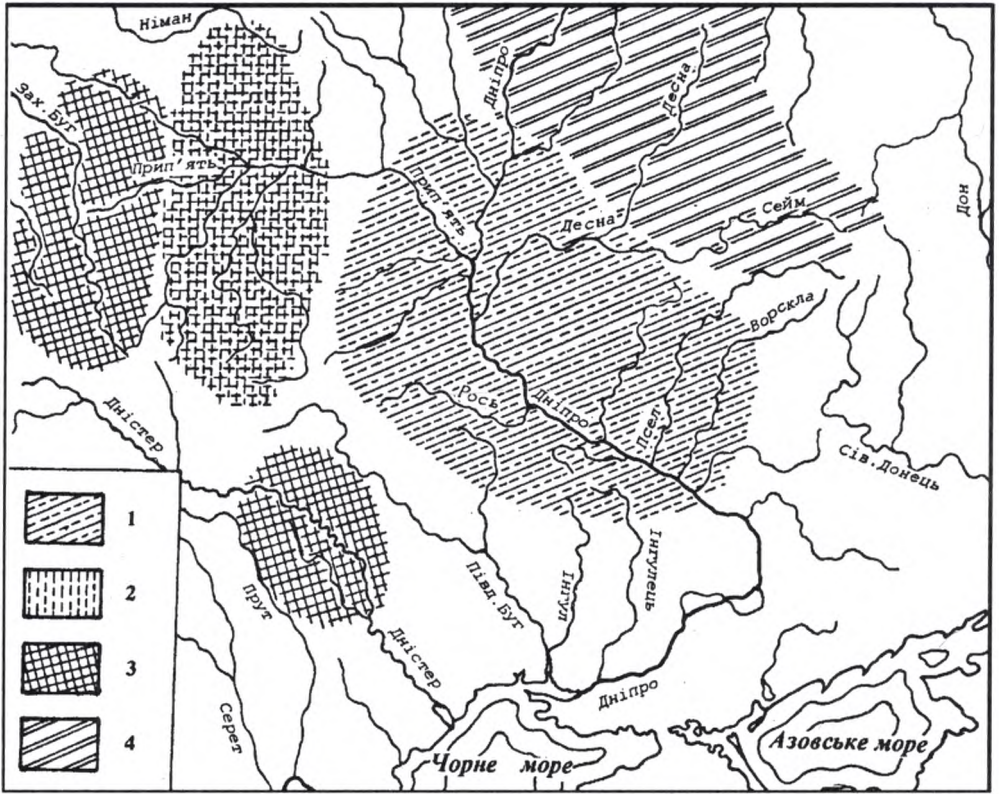 Німан
Дніпро
Десна
Зах. Буг
Прип'ять
Прип'ять
Дон
Сейм
Десна
Ворскла
Рось
Дніпро
Псел
Дністер
Сів. Донець
1
2
3
4
Прут
Півд. Буг
Інгул
Інгулець
Дністер
Дніпро
Серет
Чорне море
Азовське море